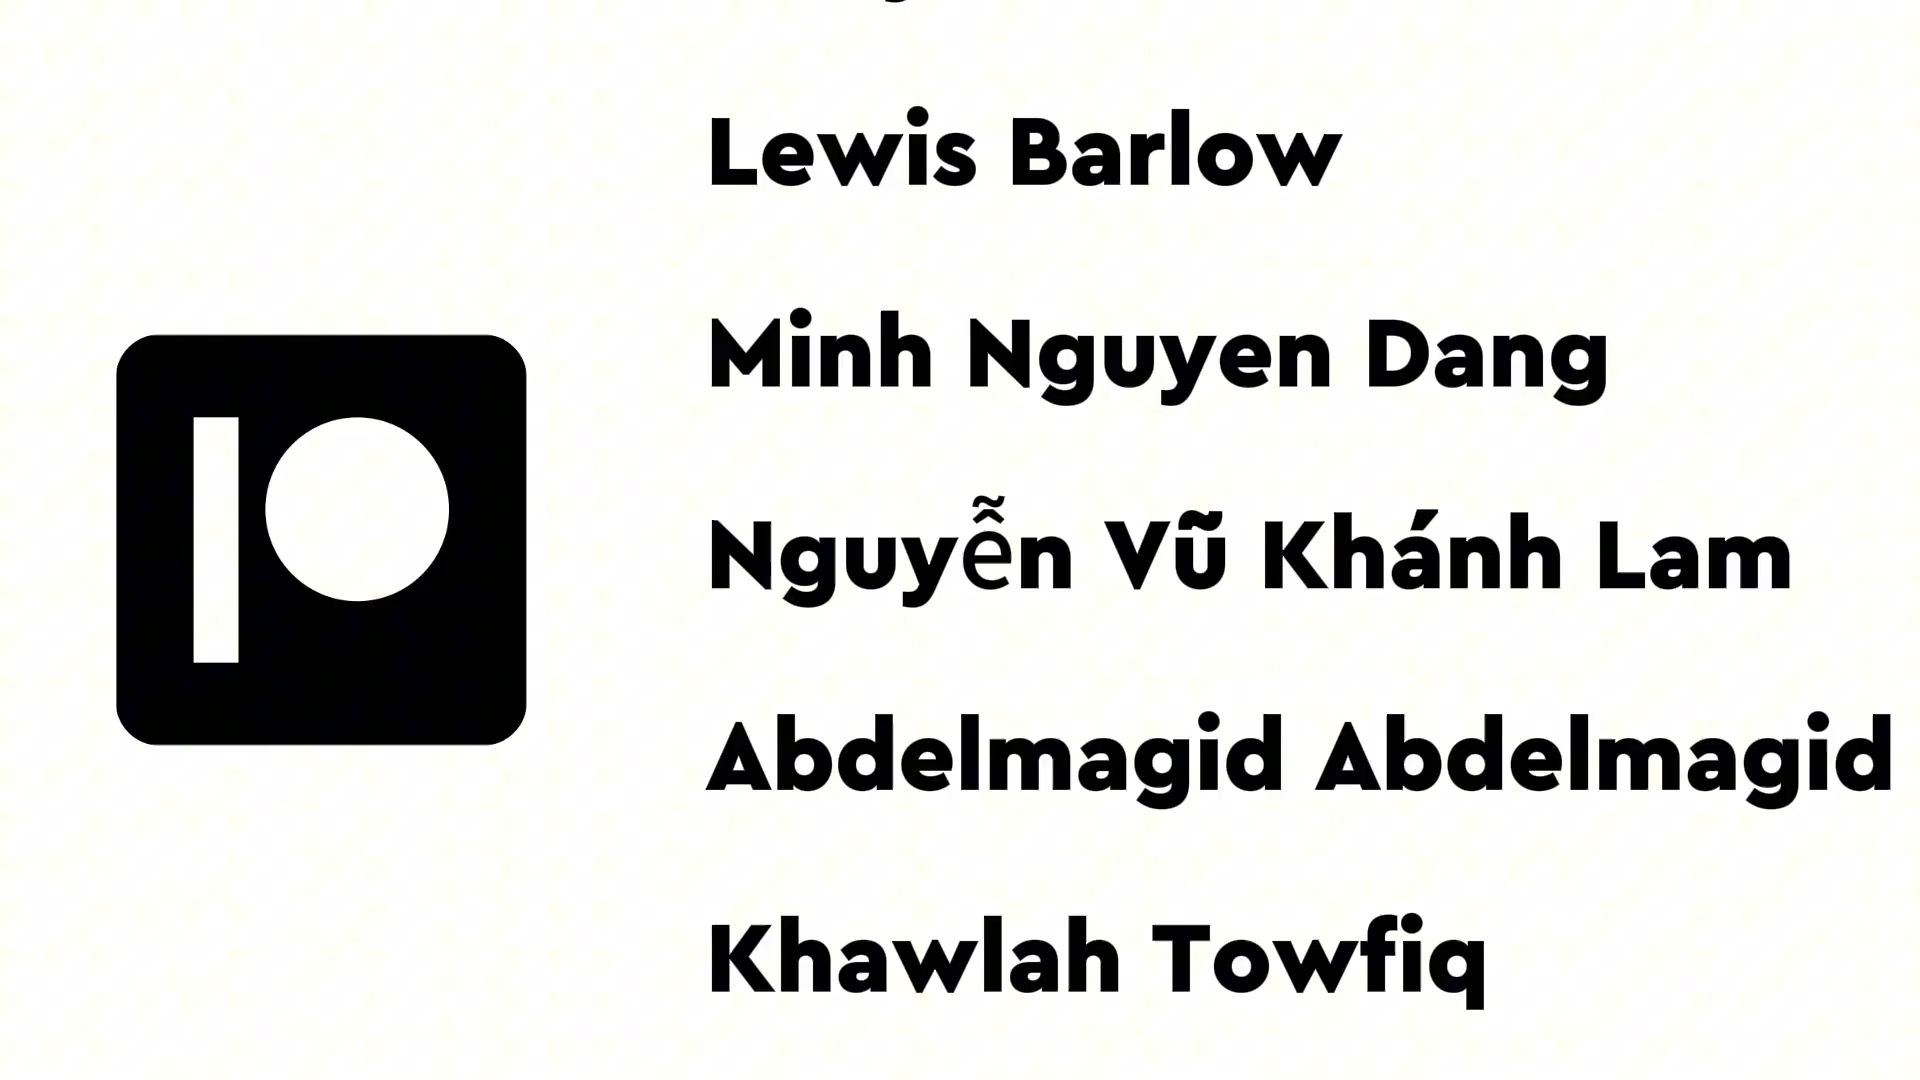 Lewis Barlow
Minh Nguyen Dang
Nguyễn Vũ Khánh Lam
Abdelmagid Abdelmagid
Khawlah Towfiq